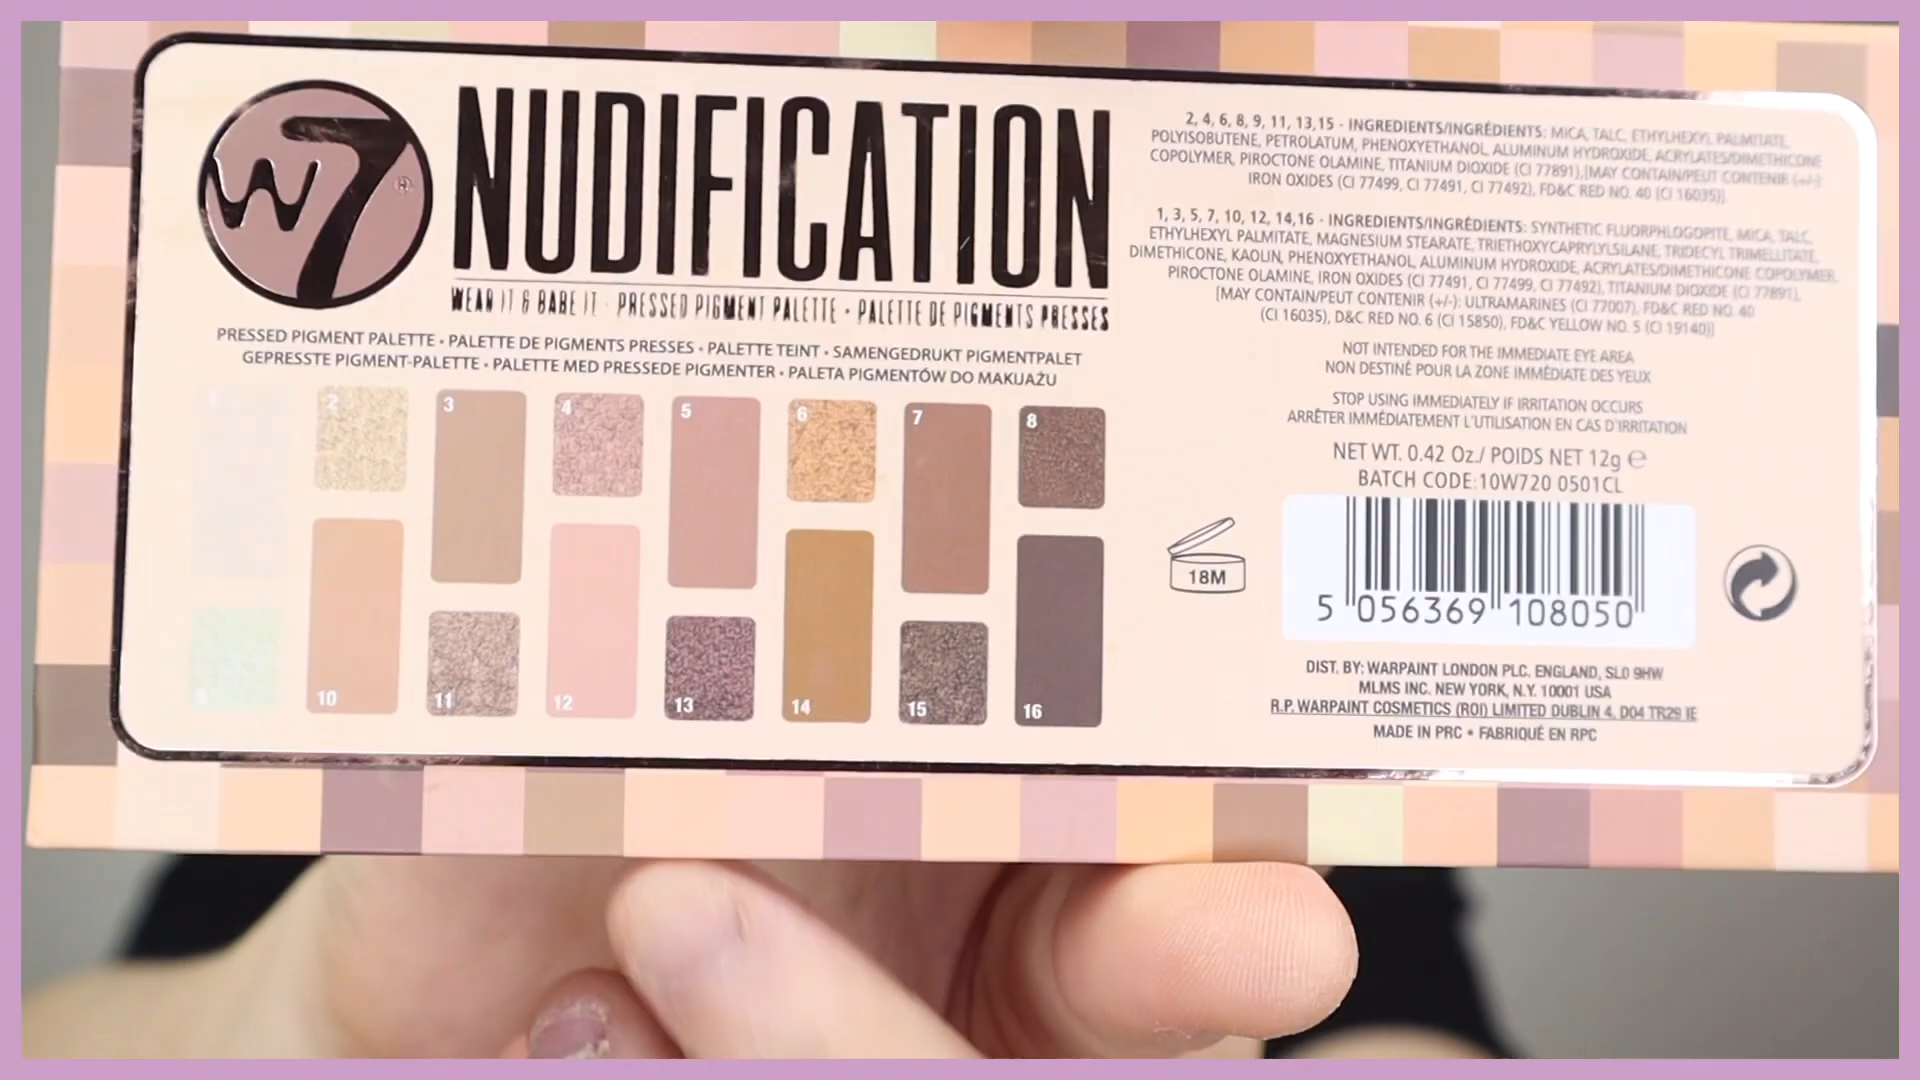 W7®
NUDIFICATION
WEAR IT & BARE IT · PRESSED PIGMENT PALETTE · PALETTE DE PIGMENTS PRESSES
PRESSED PIGMENT PALETTE • PALETTE DE PIGMENTS PRESSES • PALETTE TEINT • SAMENGEDRUKT PIGMENTPALET
GEPRESSTE PIGMENT-PALETTE • PALETTE MED PRESSEDE PIGMENTER • PALETA PIGMENTÓW DO MAKIJAŻU
1 2 3 4 5 6 7 8
9 10 11 12 13 14 15 16
2, 4, 6, 8, 9, 11, 13,15 - INGREDIENTS/INGRÉDIENTS: MICA, TALC, ETHYLHEXYL PALMITATE,
POLYISOBUTENE, PETROLATUM, PHENOXYETHANOL, ALUMINUM HYDROXIDE, ACRYLATES/DIMETHICONE
COPOLYMER, PIROCTONE OLAMINE, TITANIUM DIOXIDE (CI 77891),[MAY CONTAIN/PEUT CONTENIR (+/-):
IRON OXIDES (CI 77499, CI 77491, CI 77492), FD&C RED NO. 40 (CI 16035)]
1, 3, 5, 7, 10, 12, 14,16 - INGREDIENTS/INGRÉDIENTS: SYNTHETIC FLUORPHLOGOPITE, MICA, TALC,
ETHYLHEXYL PALMITATE, MAGNESIUM STEARATE, TRIETHOXYCAPRYLYLSILANE, TRIDECYL TRIMELLITATE,
DIMETHICONE, KAOLIN, PHENOXYETHANOL, ALUMINUM HYDROXIDE, ACRYLATES/DIMETHICONE COPOLYMER,
PIROCTONE OLAMINE, IRON OXIDES (CI 77491, CI 77499, CI 77492), TITANIUM DIOXIDE (CI 77891),
[MAY CONTAIN/PEUT CONTENIR (+/-): ULTRAMARINES (CI 77007), FD&C RED NO. 40
(CI 16035), D&C RED NO. 6 (CI 15850), FD&C YELLOW NO. 5 (CI 19140)]
NOT INTENDED FOR THE IMMEDIATE EYE AREA
NON DESTINÉ POUR LA ZONE IMMÉDIATE DES YEUX
STOP USING IMMEDIATELY IF IRRITATION OCCURS
ARRÊTER IMMÉDIATEMENT L'UTILISATION EN CAS D'IRRITATION
NET WT. 0.42 Oz./ POIDS NET 12g ℮
BATCH CODE:10W720 0501CL
18M
5 056369 108050
DIST. BY: WARPAINT LONDON PLC. ENGLAND, SL0 9HW
MLMS INC. NEW YORK, N.Y. 10001 USA
R.P. WARPAINT COSMETICS (ROI) LIMITED DUBLIN 4, D04 TR29 IE
MADE IN PRC • FABRIQUÉ EN RPC